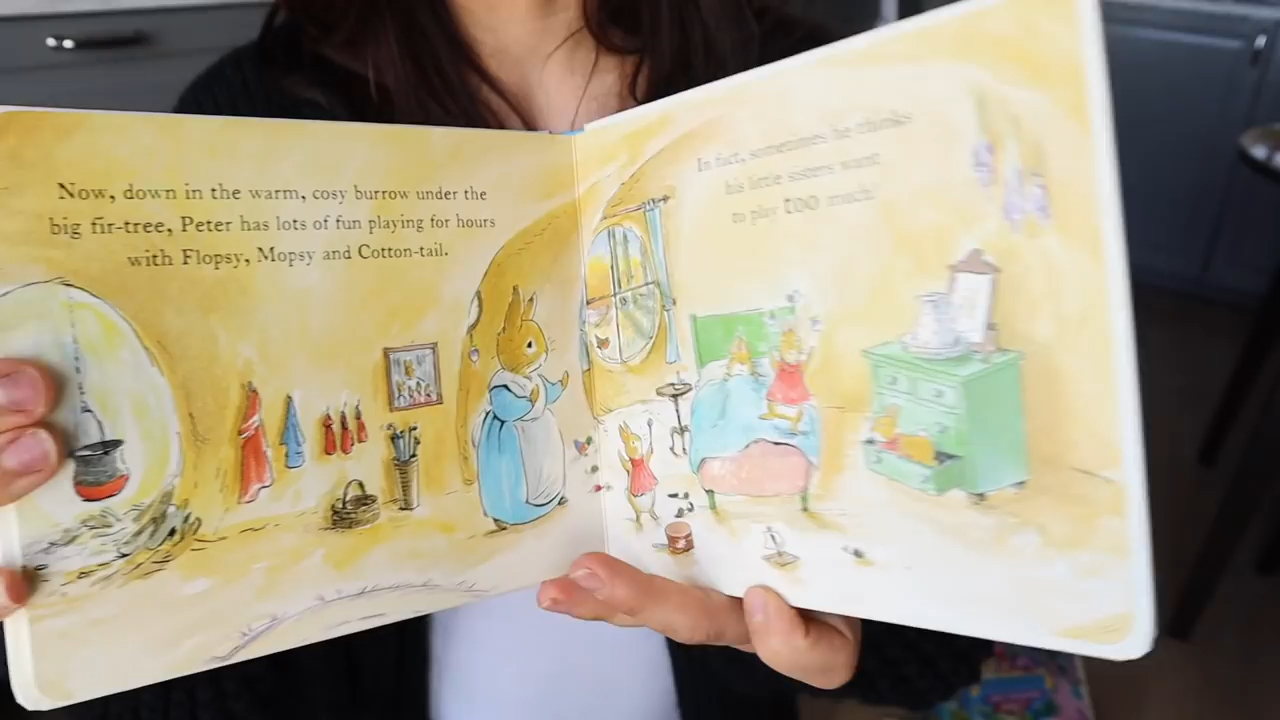 Now, down in the warm, cosy burrow under the
big fir-tree, Peter has lots of fun playing for hours
with Flopsy, Mopsy and Cotton-tail.
In fact, sometimes he thinks
his little sisters want
to play too much!